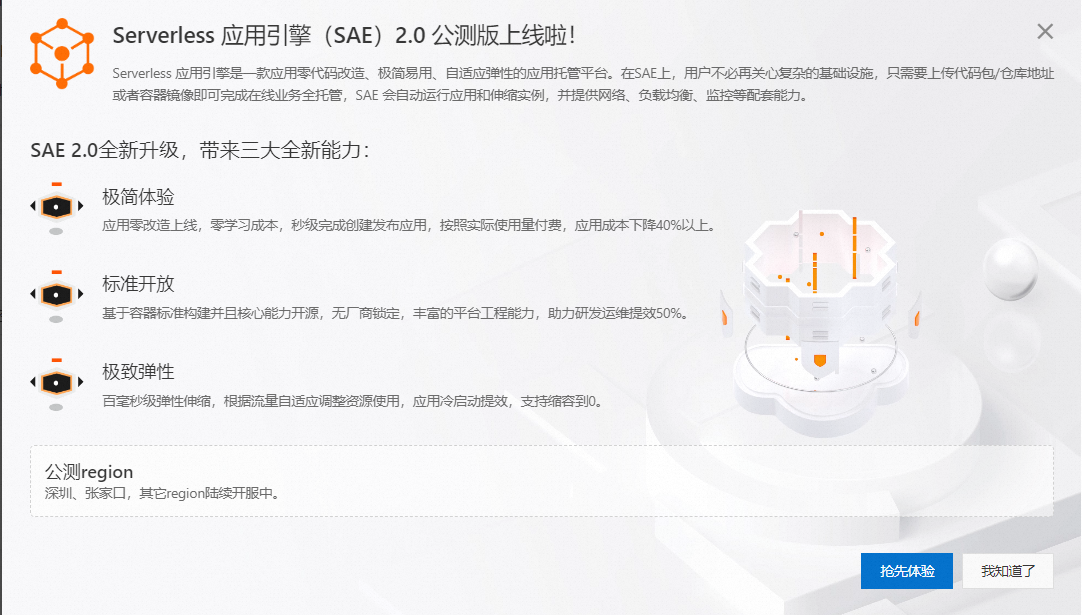 Serverless 应用引擎（SAE）2.0 公测版上线啦！
Serverless 应用引擎是一款应用零代码改造、极简易用、自适应弹性的应用托管平台。在SAE上，用户不必再关心复杂的基础设施，只需要上传代码包/仓库地址
或者容器镜像即可完成在线业务全托管，SAE 会自动运行应用和伸缩实例，并提供网络、负载均衡、监控等配套能力。
SAE 2.0全新升级，带来三大全新能力：
极简体验
应用零改造上线，零学习成本，秒级完成创建发布应用，按照实际使用量付费，应用成本下降40%以上。
标准开放
基于容器标准构建并且核心能力开源，无厂商锁定，丰富的平台工程能力，助力研发运维提效50%。
极致弹性
百毫秒级弹性伸缩，根据流量自适应调整资源使用，应用冷启动提效，支持缩容到0。
公测region
深圳、张家口，其它region陆续开服中。
抢先体验
我知道了